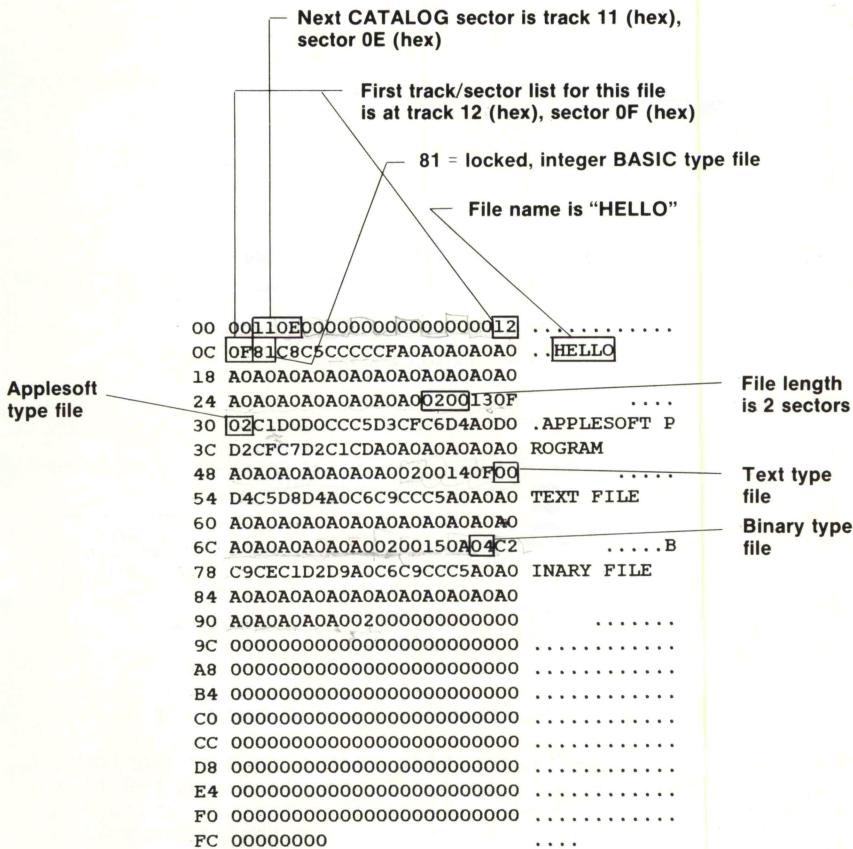 Next CATALOG sector is track 11 (hex),
sector 0E (hex)
First track/sector list for this file
is at track 12 (hex), sector 0F (hex)
81 = locked, integer BASIC type file
File name is “HELLO”
00 00110E000000000000000012 ............
0C 0F81C8C5CCCCCFA0A0A0A0A0 ..HELLO
18 A0A0A0A0A0A0A0A0A0A0A0A0
Applesoft
type file
24 A0A0A0A0A0A0A0A00200130F ....
File length
is 2 sectors
30 02C1D0D0CCC5D3CFC6D4A0D0 .APPLESOFT P
3C D2CFC7D2C1CDA0A0A0A0A0A0 ROGRAM
48 A0A0A0A0A0A0A00200140F00 .....
Text type
file
54 D4C5D8D4A0C6C9CCC5A0A0A0 TEXT FILE
60 A0A0A0A0A0A0A0A0A0A0A0A0
6C A0A0A0A0A0A00200150A04C2 .....B
Binary type
file
78 C9CEC1D2D9A0C6C9CCC5A0A0 INARY FILE
84 A0A0A0A0A0A0A0A0A0A0A0A0
90 A0A0A0A0A002000000000000 .......
9C 000000000000000000000000 ............
A8 000000000000000000000000 ............
B4 000000000000000000000000 ............
C0 000000000000000000000000 ............
CC 000000000000000000000000 ............
D8 000000000000000000000000 ............
E4 000000000000000000000000 ............
F0 000000000000000000000000 ............
FC 00000000 ....